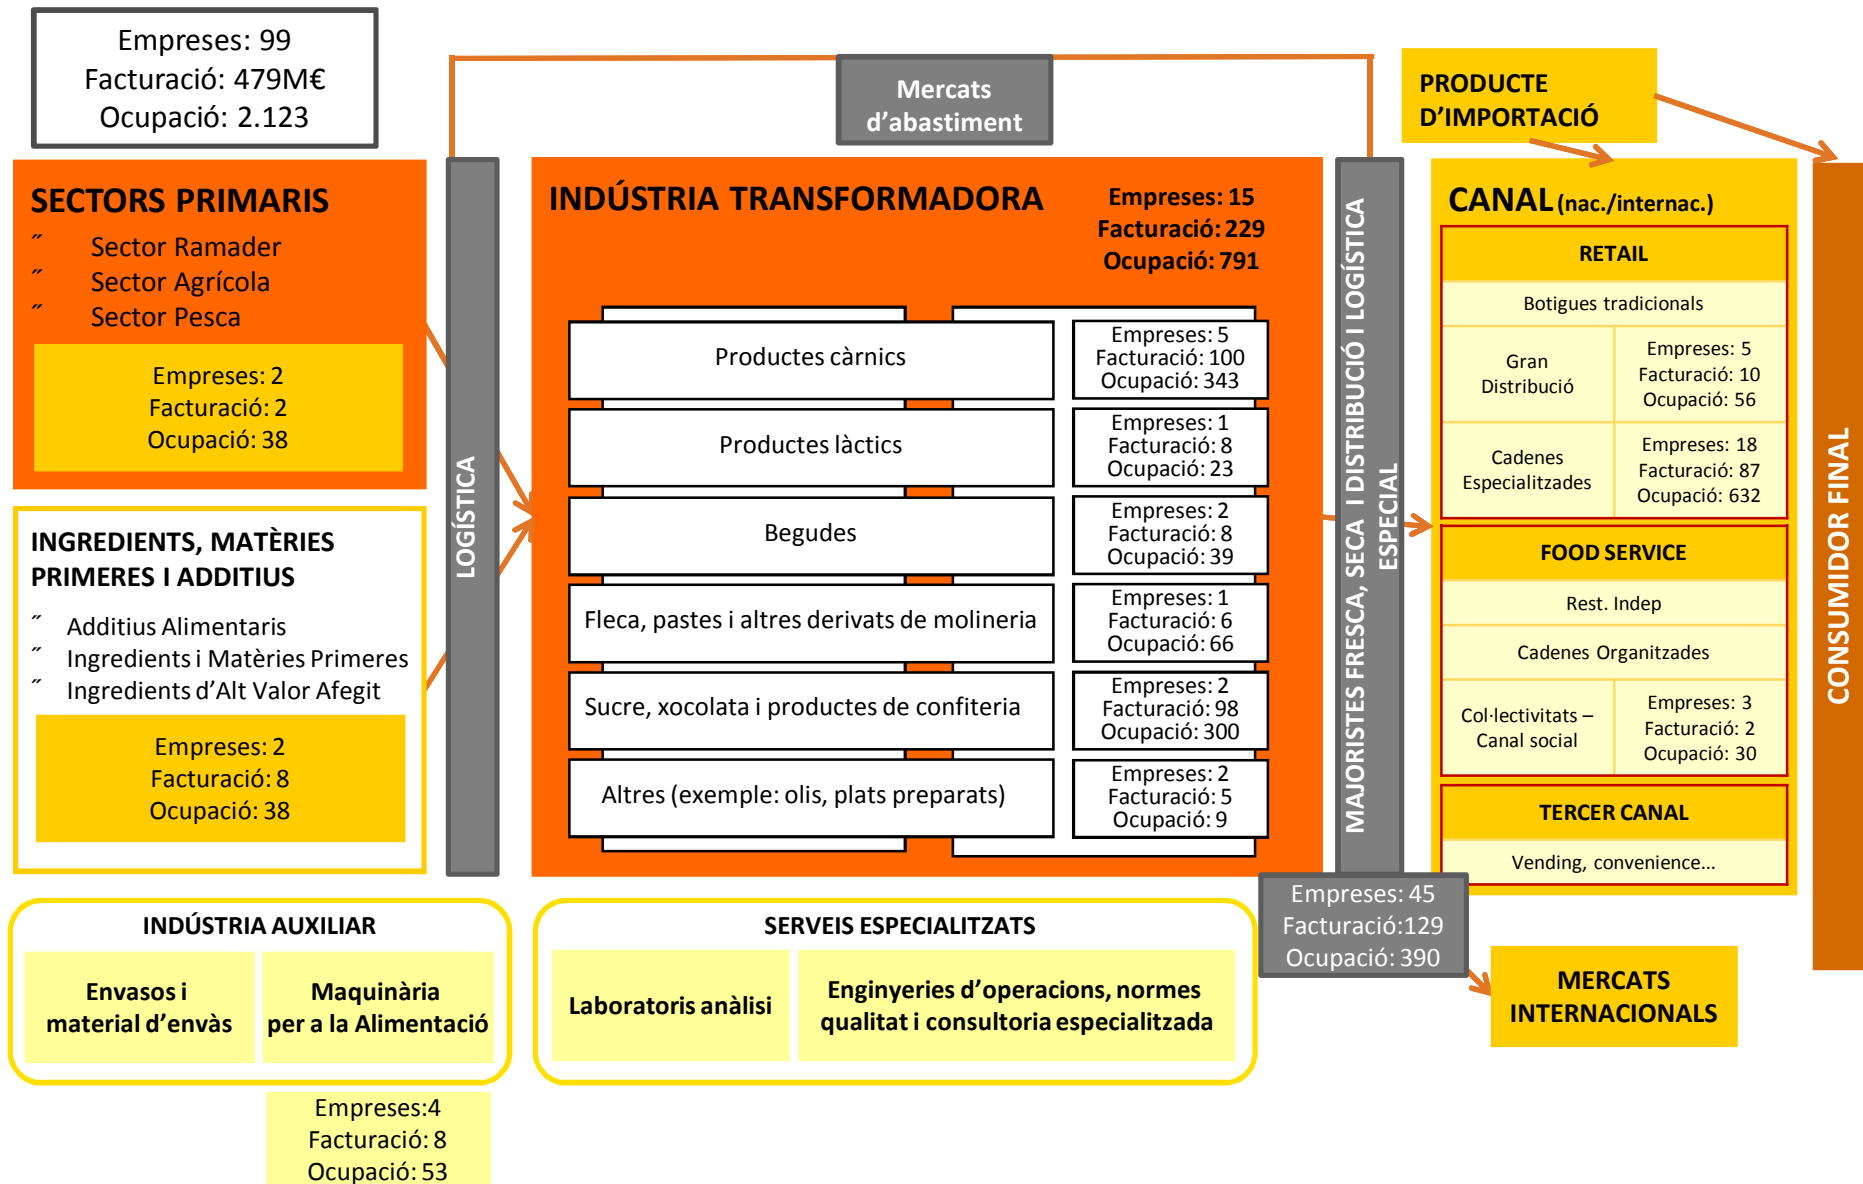 Empreses: 99
Facturació: 479M€
Ocupació: 2.123
Mercats
d'abastiment
PRODUCTE
D'IMPORTACIÓ
SECTORS PRIMARIS
˝ Sector Ramader
˝ Sector Agrícola
˝ Sector Pesca
Empreses: 2
Facturació: 2
Ocupació: 38
INGREDIENTS, MATÈRIES
PRIMERES I ADDITIUS
˝ Additius Alimentaris
˝ Ingredients i Matèries Primeres
˝ Ingredients d'Alt Valor Afegit
Empreses: 2
Facturació: 8
Ocupació: 38
LOGÍSTICA
INDÚSTRIA TRANSFORMADORA
Empreses: 15
Facturació: 229
Ocupació: 791
Productes càrnics
Empreses: 5
Facturació: 100
Ocupació: 343
Productes làctics
Empreses: 1
Facturació: 8
Ocupació: 23
Begudes
Empreses: 2
Facturació: 8
Ocupació: 39
Fleca, pastes i altres derivats de molineria
Empreses: 1
Facturació: 6
Ocupació: 66
Sucre, xocolata i productes de confiteria
Empreses: 2
Facturació: 98
Ocupació: 300
Altres (exemple: olis, plats preparats)
Empreses: 2
Facturació: 5
Ocupació: 9
MAJORISTES FRESCA, SECA I DISTRIBUCIÓ I LOGÍSTICA
ESPECIAL
Empreses: 45
Facturació:129
Ocupació: 390
CANAL (nac./internac.)
RETAIL
Botigues tradicionals
Gran
Distribució
Empreses: 5
Facturació: 10
Ocupació: 56
Cadenes
Especialitzades
Empreses: 18
Facturació: 87
Ocupació: 632
FOOD SERVICE
Rest. Indep
Cadenes Organitzades
Col·lectivitats –
Canal social
Empreses: 3
Facturació: 2
Ocupació: 30
TERCER CANAL
Vending, convenience...
CONSUMIDOR FINAL
MERCATS
INTERNACIONALS
INDÚSTRIA AUXILIAR
Envasos i
material d'envàs
Maquinària
per a la Alimentació
Empreses:4
Facturació: 8
Ocupació: 53
SERVEIS ESPECIALITZATS
Laboratoris anàlisi
Enginyeries d'operacions, normes
qualitat i consultoria especialitzada